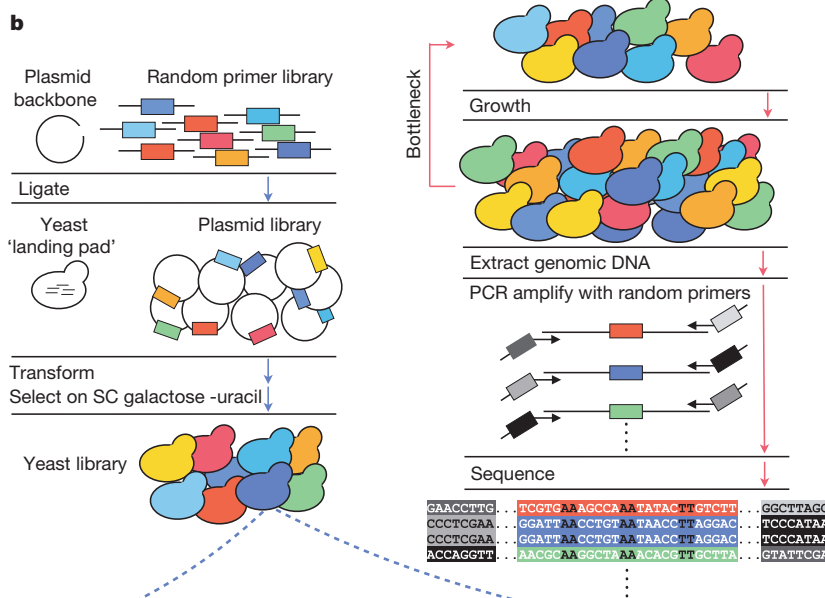 b
Plasmid
backbone
Random primer library
Ligate
Yeast
‘landing pad’
Plasmid library
Transform
Select on SC galactose -uracil
Yeast library
Bottleneck
Growth
Extract genomic DNA
PCR amplify with random primers
Sequence
GAACCTTG...TCGTGAAAGCCAAATATACTTGTCTT...GGCTTAGC
CCCTCGAA...GGATTAACCTGTAATAACCTTAGGAC...TCCCATAA
CCCTCGAA...GGATTAACCTGTAATAACCTTAGGAC...TCCCATAA
ACCAGGTT...AACGCAAGGCTAAAACACGTTGCTTA...GTATTCGA